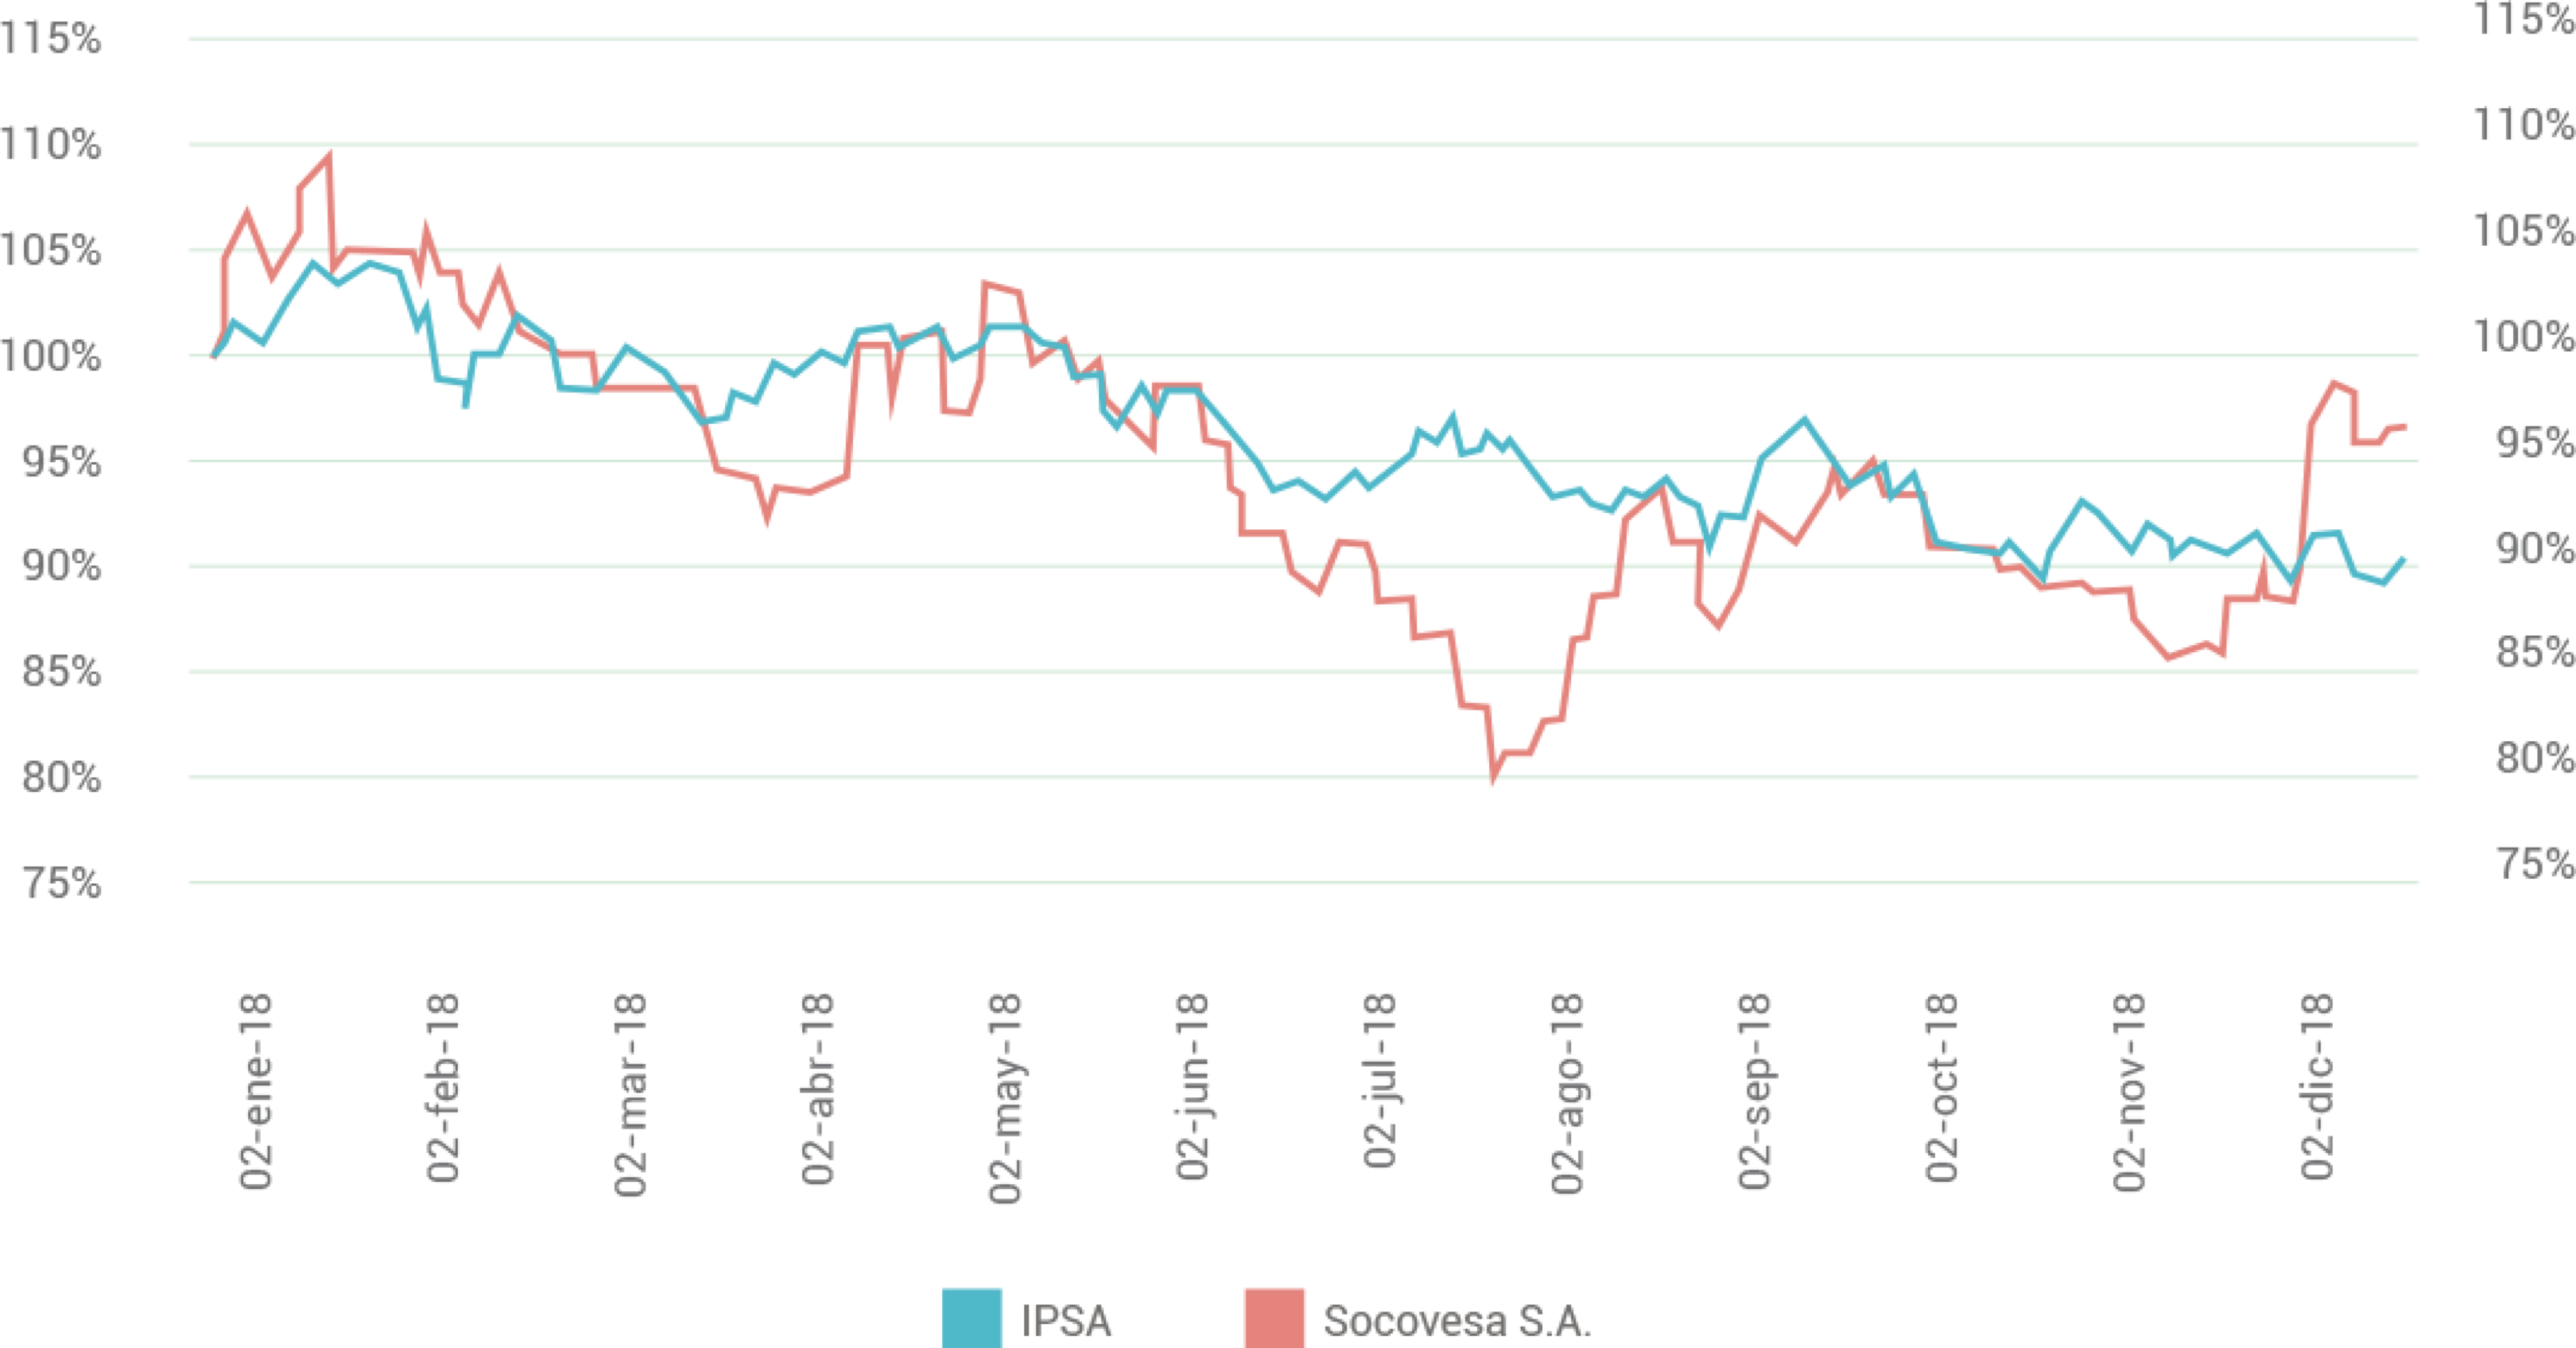 115% 115%
110% 110%
105% 105%
100% 100%
95% 95%
90% 90%
85% 85%
80% 80%
75% 75%
02-ene-18
02-feb-18
02-mar-18
02-abr-18
02-may-18
02-jun-18
02-jul-18
02-ago-18
02-sep-18
02-oct-18
02-nov-18
02-dic-18
IPSA Socovesa S.A.